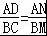 AD/BC = AN/BM